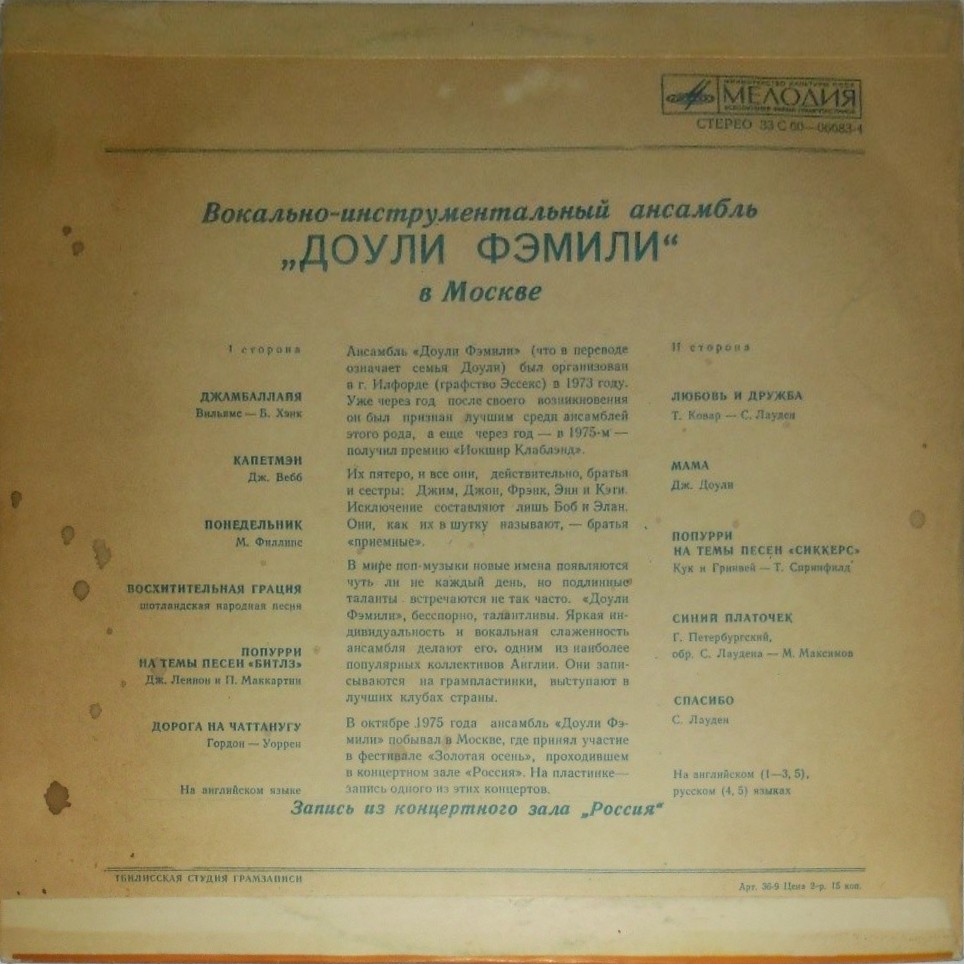 МИНИСТЕРСТВО КУЛЬТУРЫ СССР
МЕЛОДИЯ
ВСЕСОЮЗНАЯ ФИРМА ГРАМПЛАСТИНОК
СТЕРЕО 33 С 60—06683-4
Вокально-инструментальный ансамбль
„ДОУЛИ ФЭМИЛИ“
в Москве
I сторона
ДЖАМБАЛЛАЙЯ
Вильямс — Б. Хэнк
КАПЕТМЭН
Дж. Вебб
ПОНЕДЕЛЬНИК
М. Филлипс
ВОСХИТИТЕЛЬНАЯ ГРАЦИЯ
шотландская народная песня
ПОПУРРИ
НА ТЕМЫ ПЕСЕН «БИТЛЗ»
Дж. Леннон и П. Маккартни
ДОРОГА НА ЧАТТАНУГУ
Гордон — Уоррен
На английском языке
Ансамбль «Доули Фэмили» (что в переводе
означает семья Доули) был организован
в г. Илфорде (графство Эссекс) в 1973 году.
Уже через год после своего возникновения
он был признан лучшим среди ансамблей
этого рода, а еще через год — в 1975-м —
получил премию «Йокшир Клаблэнд».
Их пятеро, и все они, действительно, братья
и сестры: Джим, Джон, Фрэнк, Энн и Кэти.
Исключение составляют лишь Боб и Элан.
Они, как их в шутку называют, — братья
«приемные».
В мире поп-музыки новые имена появляются
чуть ли не каждый день, но подлинные
таланты встречаются не так часто. «Доули
Фэмили», бесспорно, талантливы. Яркая ин-
дивидуальность и вокальная слаженность
ансамбля делают его одним из наиболее
популярных коллективов Англии. Они запи-
сываются на грампластинки, выступают в
лучших клубах страны.
В октябре 1975 года ансамбль «Доули Фэ-
мили» побывал в Москве, где принял участие
в фестивале «Золотая осень», проходившем
в концертном зале «Россия». На пластинке—
запись одного из этих концертов.
II сторона
ЛЮБОВЬ И ДРУЖБА
Т. Ковар — С. Лауден
МАМА
Дж. Доули
ПОПУРРИ
НА ТЕМЫ ПЕСЕН «СИККЕРС»
Кук и Гринвей — Т. Спринфилд
СИНИЙ ПЛАТОЧЕК
Г. Петербургский,
обр. С. Лаудена — М. Максимов
СПАСИБО
С. Лауден
На английском (1—3, 5),
русском (4, 5) языках
Запись из концертного зала „Россия“
ТБИЛИССКАЯ СТУДИЯ ГРАМЗАПИСИ
Арт. 36-9 Цена 2-р. 15 коп.